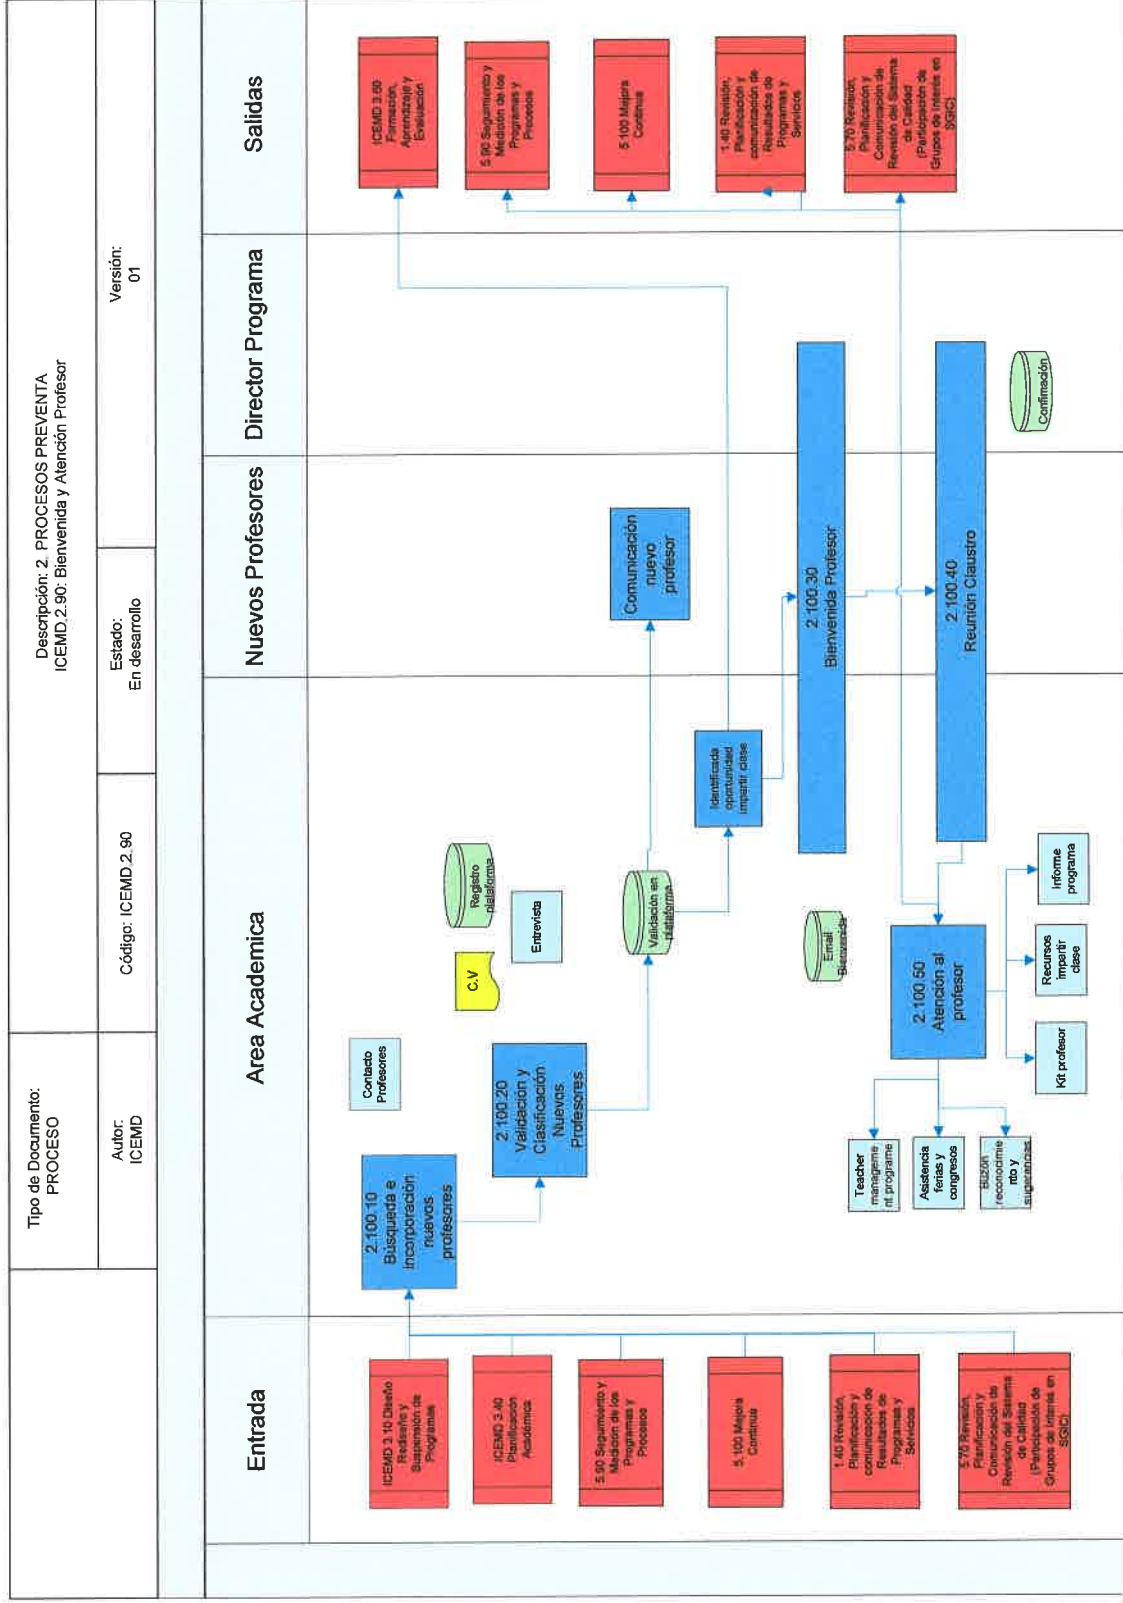 Tipo de Documento:
PROCESO
Descripción: 2. PROCESOS PREVENTA
ICEMD.2.90: Bienvenida y Atención Profesor
Autor:
ICEMD
Código: ICEMD.2.90
Estado:
En desarrollo
Versión:
01
Entrada
Area Academica
Nuevos Profesores
Director Programa
Salidas
ICEMD 3.10 Diseño
Rediseño y
Suspensión de
Programas
ICEMD 3.40
Planificación
Académica
5.90 Seguimiento y
Medición de los
Programas y
Procesos
5.100 Mejora
Continua
1.40 Revisión,
Planificación y
comunicación de
Resultados de
Programas y
Servicios
5.70 Revisión,
Planificación y
Comunicación de
Revisión del Sistema
de Calidad
(Participación de
Grupos de Interés en
SGIC)
2.100.10
Búsqueda e
incorporación
nuevos
profesores
Contacto
Profesores
2.100.20
Validación y
Clasificación
Nuevos
Profesores
C.V
Registro
plataforma
Entrevista
Validación en
plataforma
Comunicación
nuevo
profesor
Identificada
oportunidad
impartir clase
Email
Bienvenida
2.100.30
Bienvenida Profesor
2.100.40
Reunión Claustro
Confirmación
2.100.50
Atención al
profesor
Teacher
manageme
nt programe
Asistencia
ferias y
congresos
Buzón
reconocimie
nto y
sugerencias
Kit profesor
Recursos
impartir
clase
Informe
programa
ICEMD 3.60
Formación,
Aprendizaje y
Evaluación
5.90 Seguimiento y
Medición de los
Programas y
Procesos
5.100 Mejora
Continua
1.40 Revisión,
Planificación y
comunicación de
Resultados de
Programas y
Servicios
5.70 Revisión,
Planificación y
Comunicación de
Revisión del Sistema
de Calidad
(Participación de
Grupos de Interés en
SGIC)